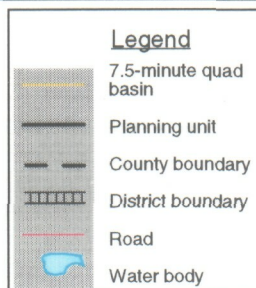 Legend
7.5-minute quad
basin
Planning unit
County boundary
District boundary
Road
Water body